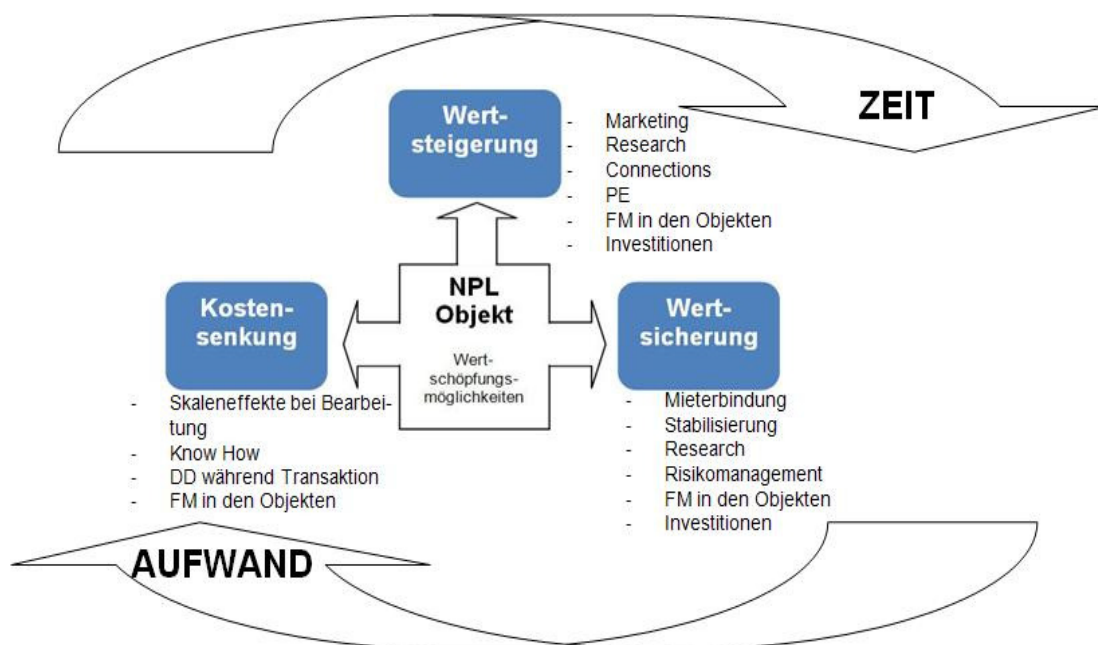 ZEIT
Wert-
steigerung
- Marketing
- Research
- Connections
- PE
- FM in den Objekten
- Investitionen
NPL
Objekt
Wert-
schöpfungs-
möglichkeiten
Kosten-
senkung
- Skaleneffekte bei Bearbei-
tung
- Know How
- DD während Transaktion
- FM in den Objekten
Wert-
sicherung
- Mieterbindung
- Stabilisierung
- Research
- Risikomanagement
- FM in den Objekten
- Investitionen
AUFWAND